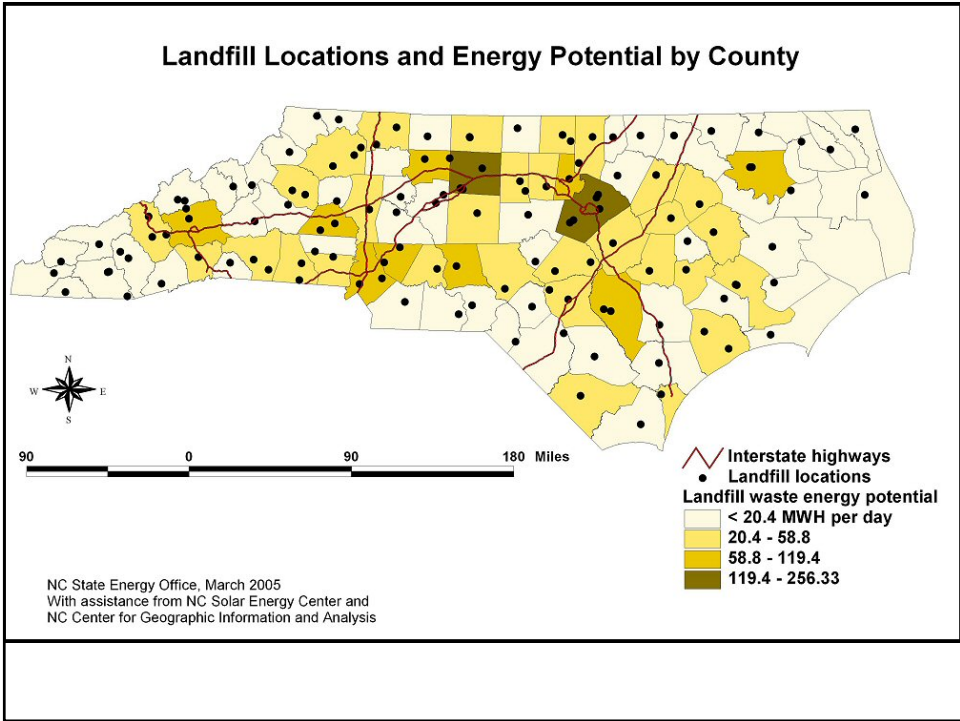 Landfill Locations and Energy Potential by County
N
W E
S
90 0 90 180 Miles
Interstate highways
Landfill locations
Landfill waste energy potential
< 20.4 MWH per day
20.4 - 58.8
58.8 - 119.4
119.4 - 256.33
NC State Energy Office, March 2005
With assistance from NC Solar Energy Center and
NC Center for Geographic Information and Analysis